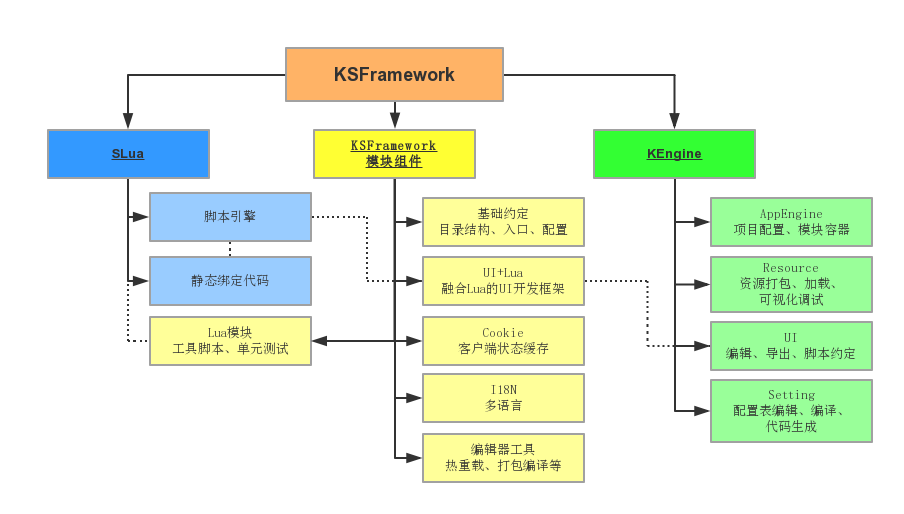 KSFramework
SLua
KSFramework
模块组件
KEngine
脚本引擎
静态绑定代码
Lua模块
工具脚本、单元测试
基础约定
目录结构、入口、配置
UI+Lua
融合Lua的UI开发框架
Cookie
客户端状态缓存
I18N
多语言
编辑器工具
热重载、打包编译等
AppEngine
项目配置、模块容器
Resource
资源打包、加载、
可视化调试
UI
编辑、导出、脚本约定
Setting
配置表编辑、编译、
代码生成